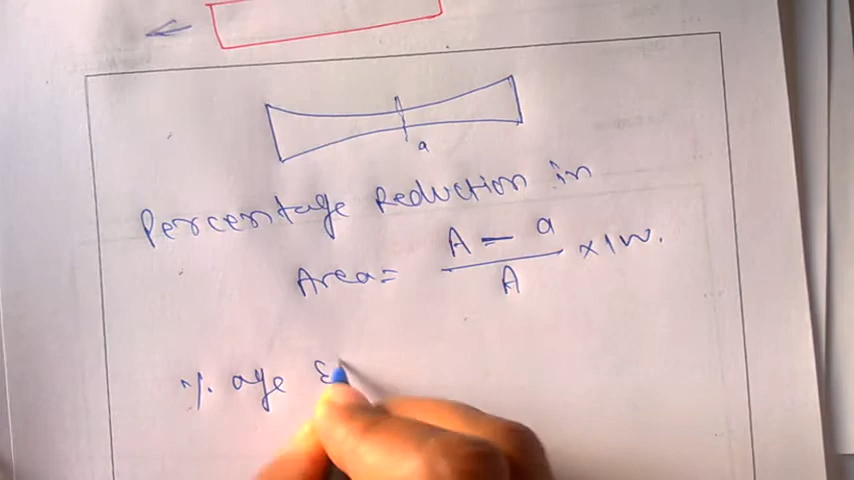 a
Percentage Reduction in
Area = A - a / A × 100.
% age E